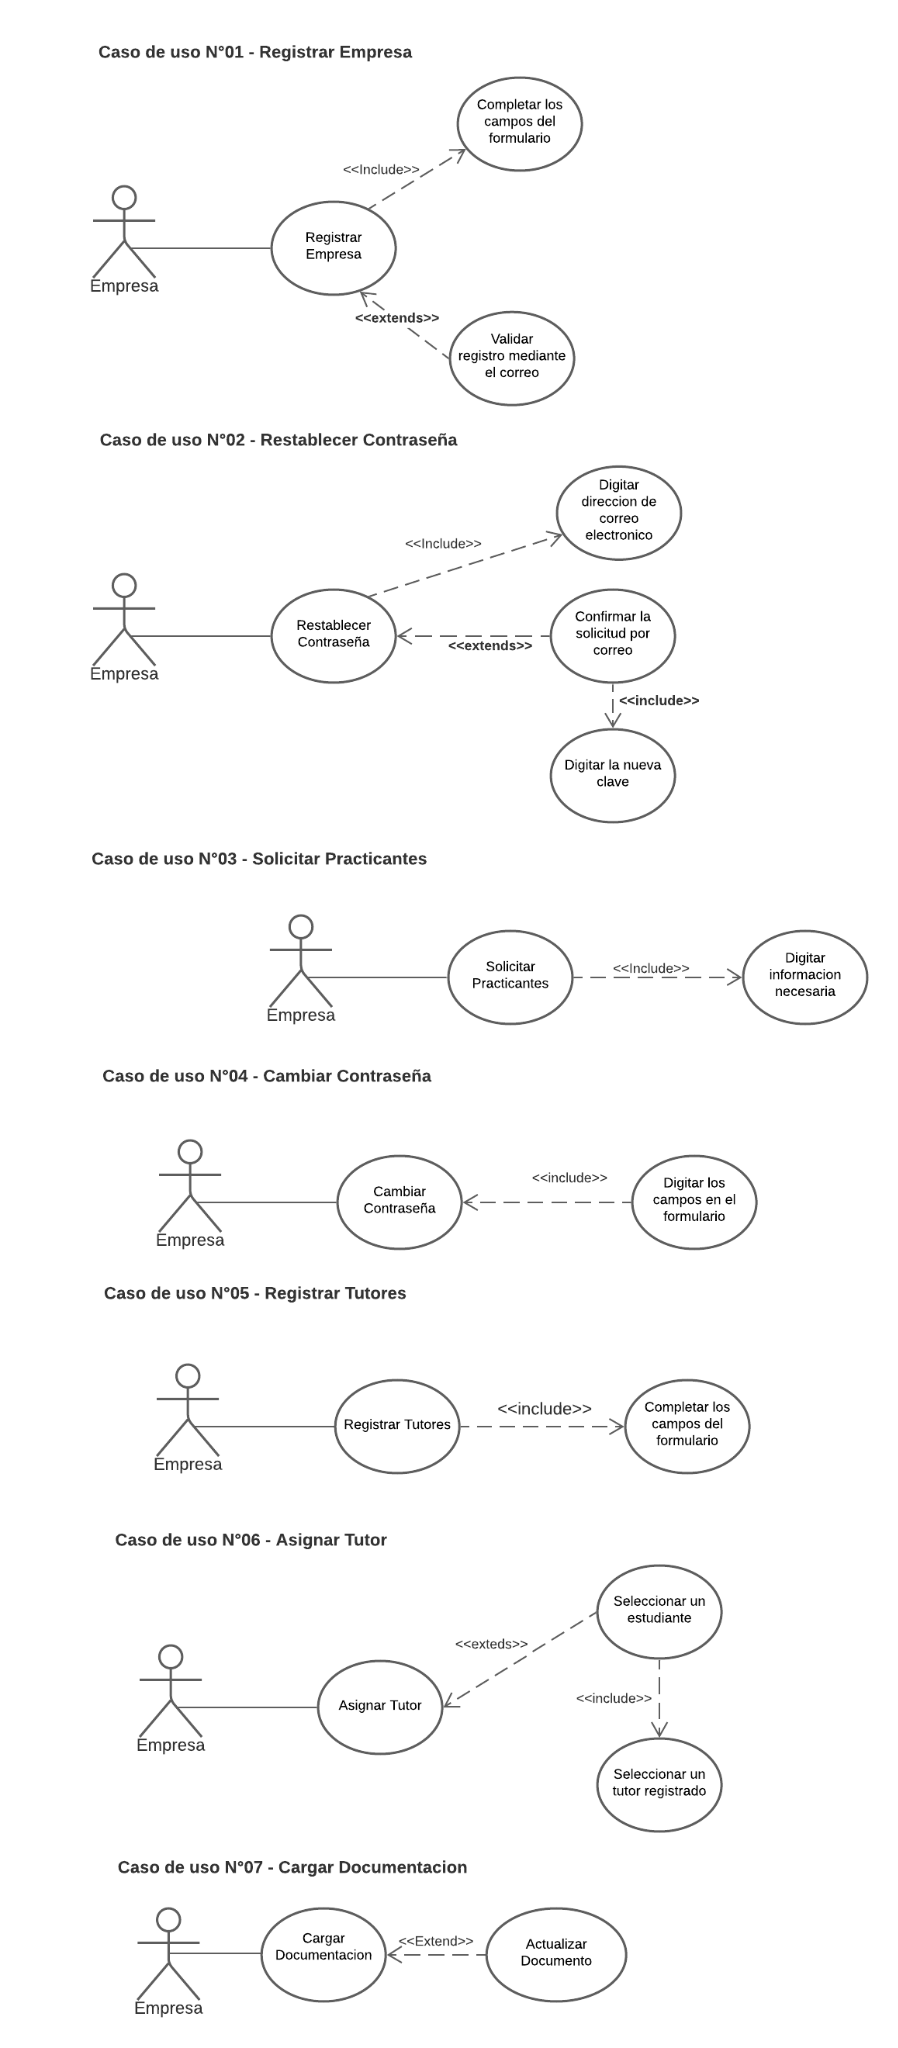 Caso de uso N°01 - Registrar Empresa
Completar los
campos del
formulario
<<Include>>
Registrar
Empresa
Empresa
<<extends>>
Validar
registro mediante
el correo
Caso de uso N°02 - Restablecer Contraseña
Digitar
direccion de
correo
electronico
<<Include>>
Restablecer
Contraseña
Confirmar la
solicitud por
correo
<<extends>>
Empresa
<<include>>
Digitar la nueva
clave
Caso de uso N°03 - Solicitar Practicantes
Solicitar
Practicantes
<<Include>>
Digitar
informacion
necesaria
Empresa
Caso de uso N°04 - Cambiar Contraseña
<<include>>
Cambiar
Contraseña
Digitar los
campos en el
formulario
Empresa
Caso de uso N°05 - Registrar Tutores
<<include>>
Registrar Tutores
Completar los
campos del
formulario
Empresa
Caso de uso N°06 - Asignar Tutor
Seleccionar un
estudiante
<<exteds>>
<<include>>
Asignar Tutor
Empresa
Seleccionar un
tutor registrado
Caso de uso N°07 - Cargar Documentacion
Cargar
Documentacion
<<Extend>>
Actualizar
Documento
Empresa